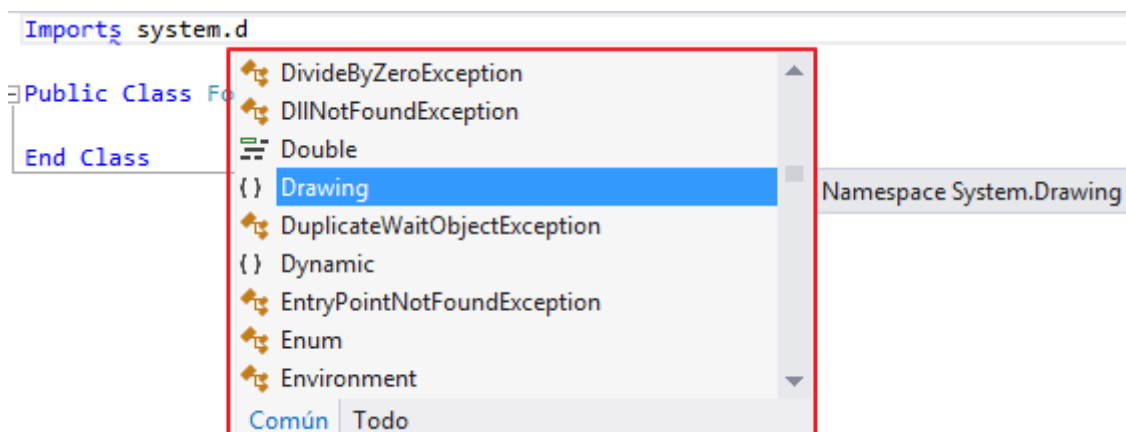 Imports system.d
DivideByZeroException
Public Class Fo
DllNotFoundException
End Class
Double
{ } Drawing
Namespace System.Drawing
DuplicateWaitObjectException
{ } Dynamic
EntryPointNotFoundException
Enum
Environment
Común Todo